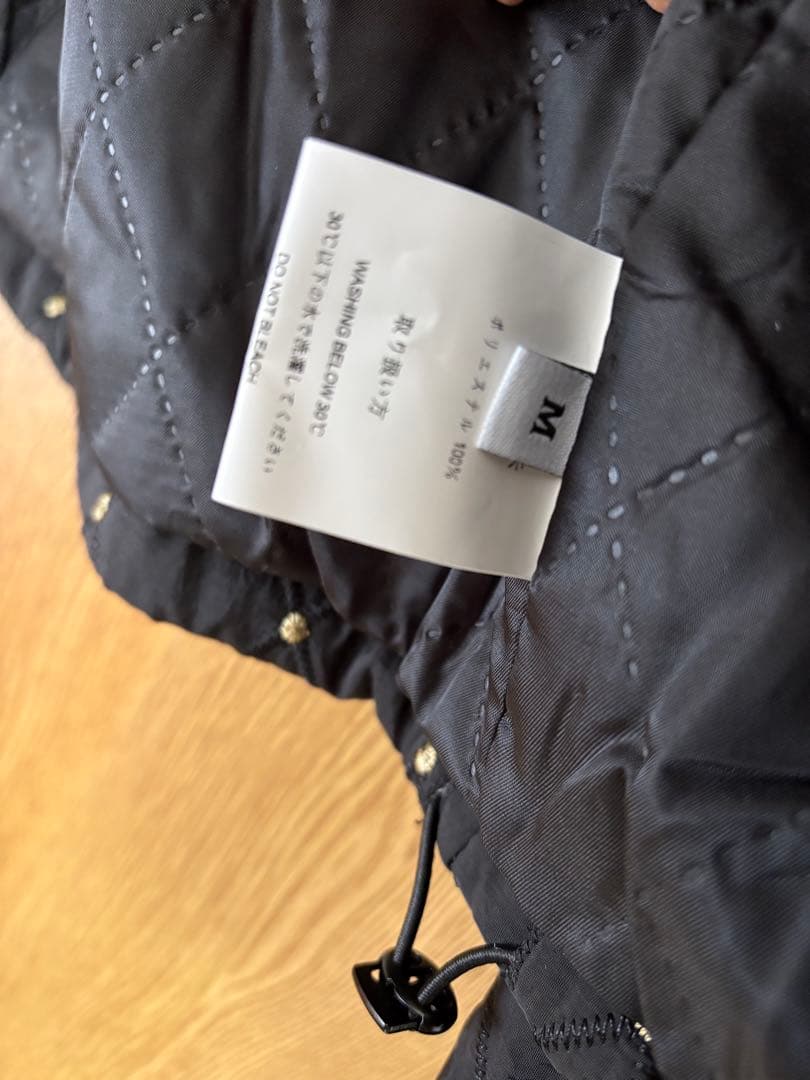 M
ポリエステル 100%
取り扱い方
WASHING BELOW 30℃
30℃以下の水で洗濯してください
DO NOT BLEACH